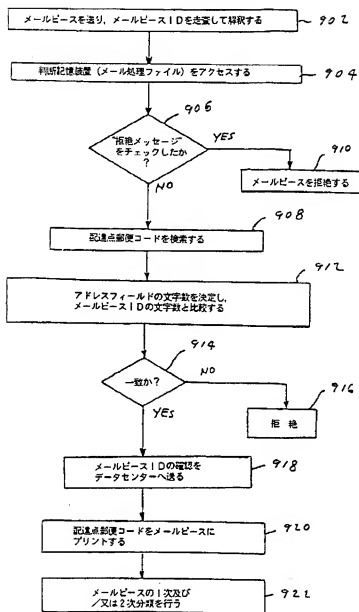 メールピースを送り，メールピースＩＤを走査して解釈する
902
判断記憶装置（メール処理ファイル）をアクセスする
904
906
"拒絶メッセージ"
をチェックしたか
？
YES
910
メールピースを拒絶する
NO
908
配達点郵便コードを検索する
912
アドレスフィールドの文字数を決定し，
メールピースＩＤの文字数と比較する
914
一致か？
NO
916
拒絶
YES
メールピースＩＤの確認を
データセンターへ送る
918
配達点郵便コードをメールピースに
プリントする
920
メールピースの１次及び
／又は２次分類を行う
922